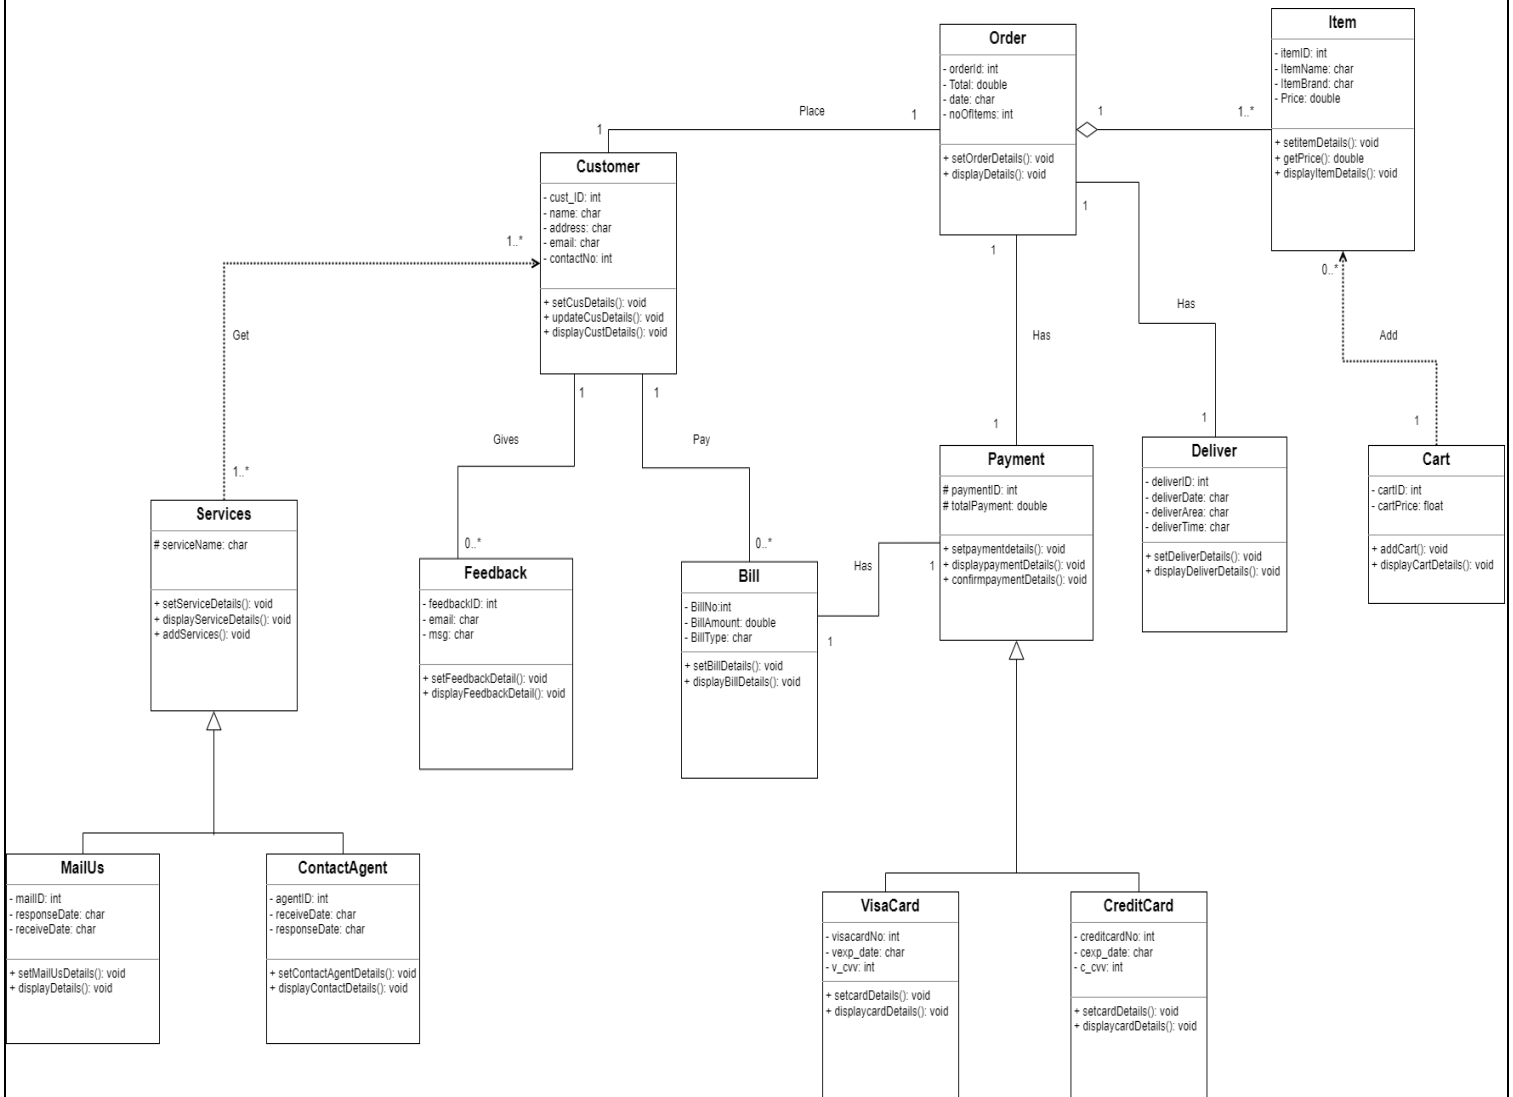 Order
- orderId: int
- Total: double
- date: char
- noOfItems: int
+ setOrderDetails(): void
+ displayDetails(): void
Item
- itemID: int
- ItemName: char
- ItemBrand: char
- Price: double
+ setitemDetails(): void
+ getPrice(): double
+ displayItemDetails(): void
Place
1
1
1
1..*
Customer
- cust_ID: int
- name: char
- address: char
- email: char
- contactNo: int
+ setCusDetails(): void
+ updateCusDetails(): void
+ displayCustDetails(): void
1..*
Get
1..*
1
1
Has
Has
1
1
0..*
Add
1
1
1
Gives
Pay
0..*
0..*
Services
# serviceName: char
+ setServiceDetails(): void
+ displayServiceDetails(): void
+ addServices(): void
Feedback
- feedbackID: int
- email: char
- msg: char
+ setFeedbackDetail(): void
+ displayFeedbackDetail(): void
Bill
- BillNo:int
- BillAmount: double
- BillType: char
+ setBillDetails(): void
+ displayBillDetails(): void
Has
1
1
Payment
# paymentID: int
# totalPayment: double
+ setpaymentdetails(): void
+ displaypaymentDetails(): void
+ confirmpaymentDetails(): void
Deliver
- deliverID: int
- deliverDate: char
- deliverArea: char
- deliverTime: char
+ setDeliverDetails(): void
+ displayDeliverDetails(): void
Cart
- cartID: int
- cartPrice: float
+ addCart(): void
+ displayCartDetails(): void
MailUs
- mailID: int
- responseDate: char
- receiveDate: char
+ setMailUsDetails(): void
+ displayDetails(): void
ContactAgent
- agentID: int
- receiveDate: char
- responseDate: char
+ setContactAgentDetails(): void
+ displayContactDetails(): void
VisaCard
- visacardNo: int
- vexp_date: char
- v_cvv: int
+ setcardDetails(): void
+ displaycardDetails(): void
CreditCard
- creditcardNo: int
- cexp_date: char
- c_cvv: int
+ setcardDetails(): void
+ displaycardDetails(): void